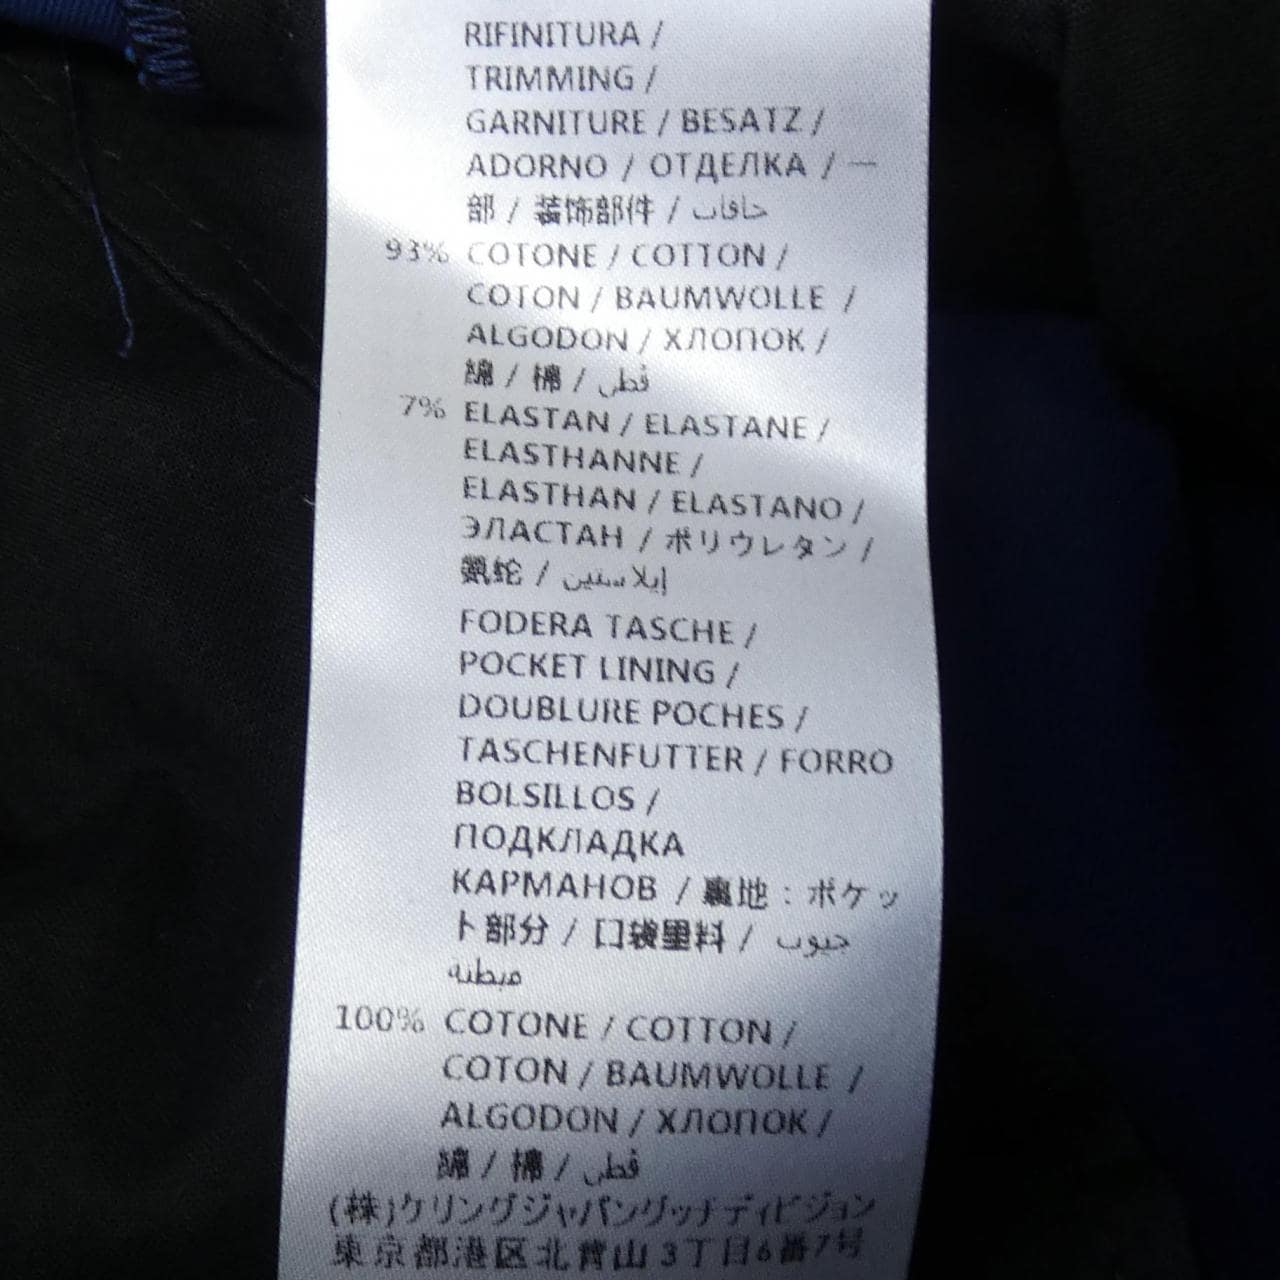 RIFINITURA /
TRIMMING /
GARNITURE / BESATZ /
ADORNO / ОТДЕЛКА / 一
部 / 装饰部件 / حافات
93% COTONE / COTTON /
COTON / BAUMWOLLE /
ALGODON / ХЛОПОК /
綿 / 棉 / قطن
7% ELASTAN / ELASTANE /
ELASTHANNE /
ELASTHAN / ELASTANO /
ЭЛАСТАН / ポリウレタン /
氨纶 / إيلاستين
FODERA TASCHE /
POCKET LINING /
DOUBLURE POCHES /
TASCHENFUTTER / FORRO
BOLSILLOS /
ПОДКЛАДКА
КАРМАНОВ / 裏地 : ポケッ
ト部分 / 口袋里料 / جيوب
مبطنه
100% COTONE / COTTON /
COTON / BAUMWOLLE /
ALGODON / ХЛОПОК /
綿 / 棉 / قطن
(株)ケリングジャパングッチディビジョン
東京都港区北青山3丁目6番7号